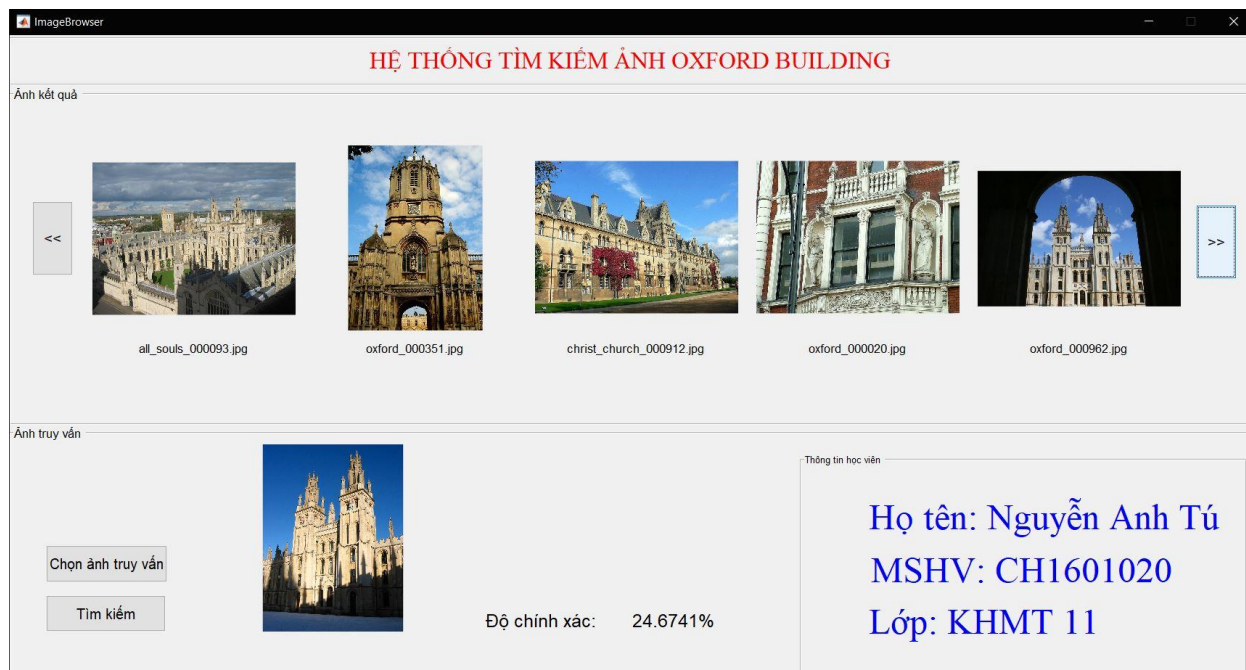 ImageBrowser
HỆ THỐNG TÌM KIẾM ẢNH OXFORD BUILDING
Ảnh kết quả
<<
>>
all_souls_000093.jpg
oxford_000351.jpg
christ_church_000912.jpg
oxford_000020.jpg
oxford_000962.jpg
Ảnh truy vấn
Chọn ảnh truy vấn
Tìm kiếm
Độ chính xác: 24.6741%
Thông tin học viên
Họ tên: Nguyễn Anh Tú
MSHV: CH1601020
Lớp: KHMT 11